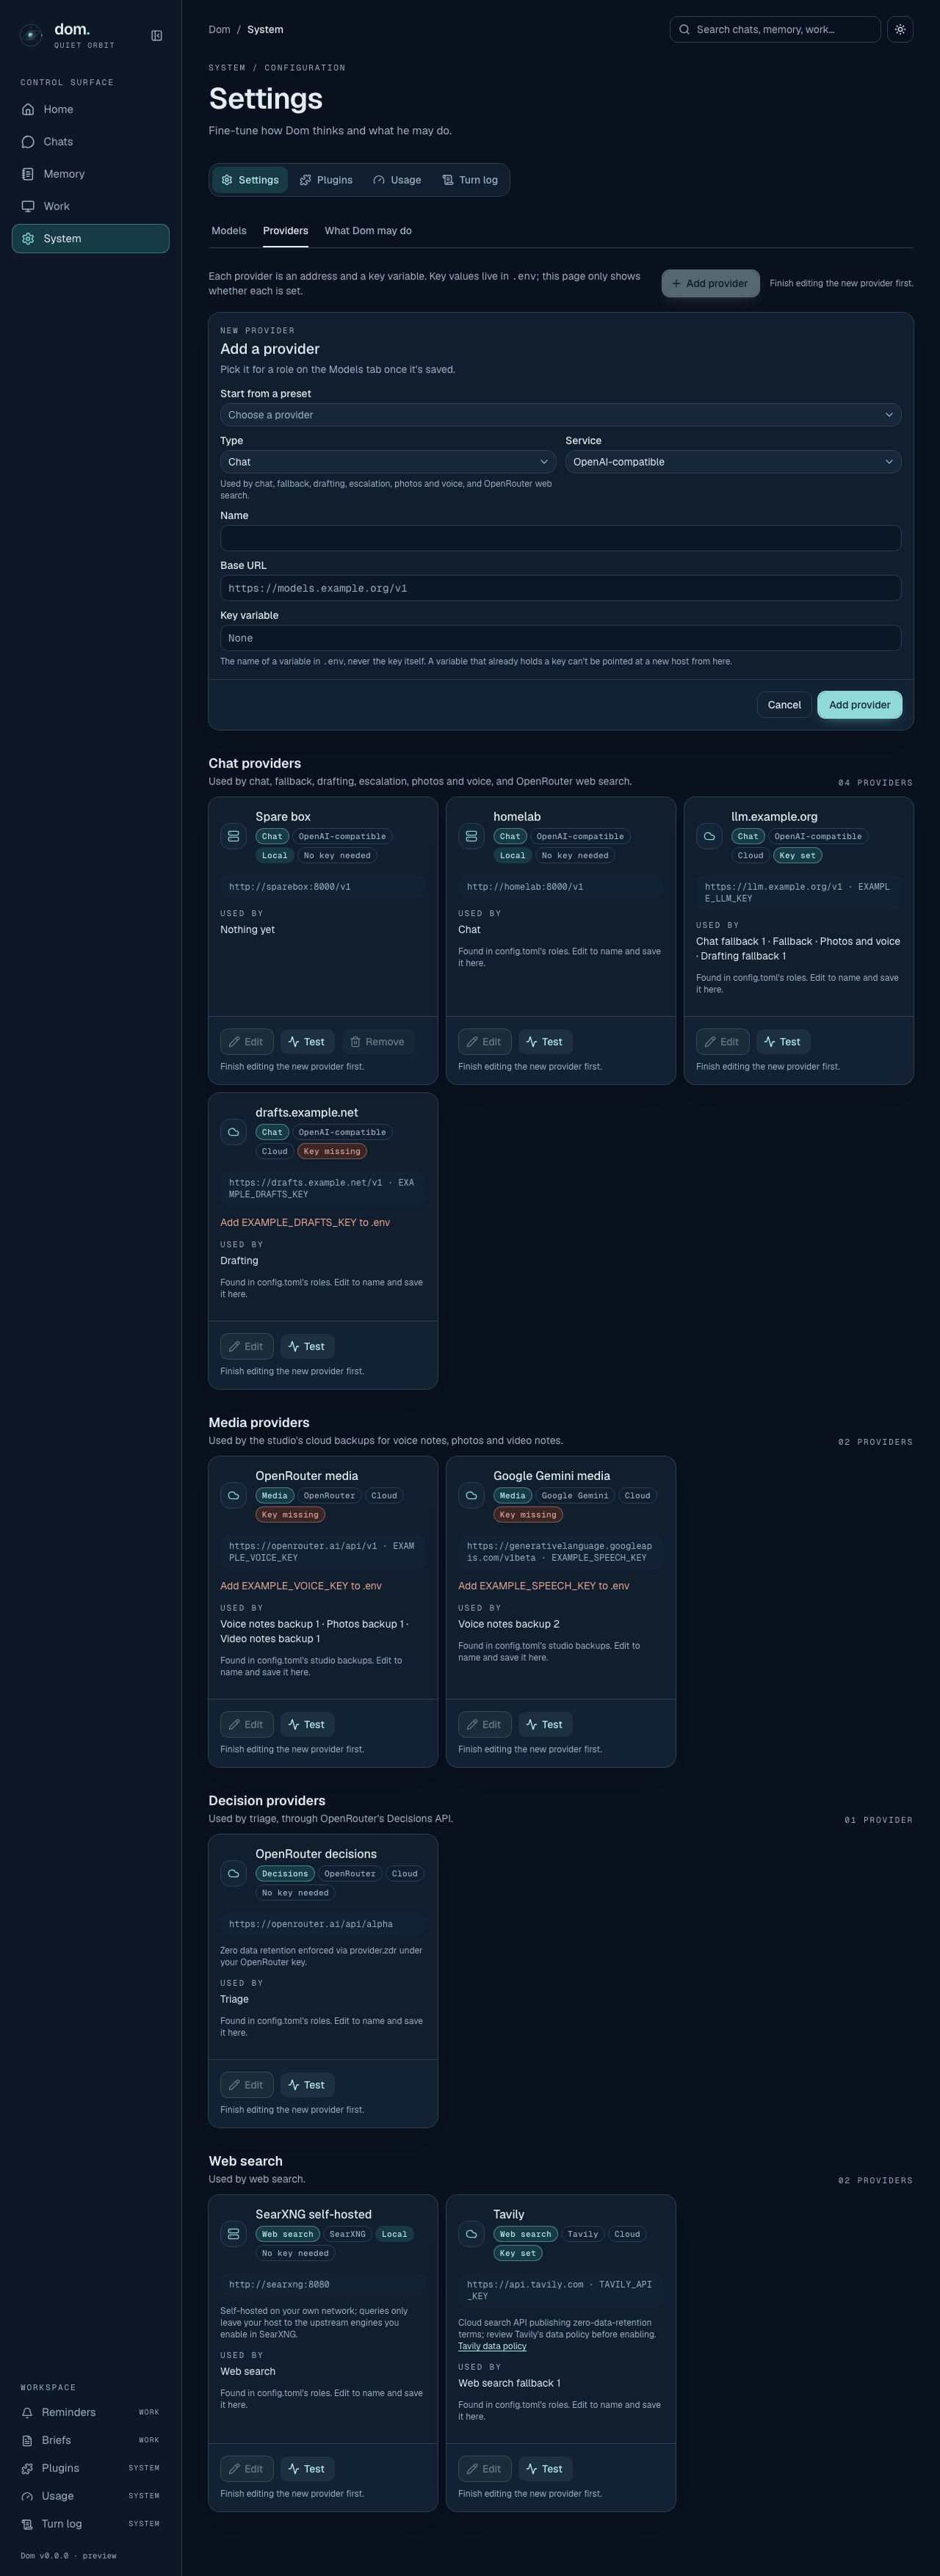 dom.
QUIET ORBIT
CONTROL SURFACE
Home
Chats
Memory
Work
System
Dom / System
Search chats, memory, work...
SYSTEM / CONFIGURATION
Settings
Fine-tune how Dom thinks and what he may do.
Settings
Plugins
Usage
Turn log
Models
Providers
What Dom may do
Each provider is an address and a key variable. Key values live in .env; this page only shows
whether each is set.
Add provider
Finish editing the new provider first.
NEW PROVIDER
Add a provider
Pick it for a role on the Models tab once it's saved.
Start from a preset
Choose a provider
Type
Service
Chat
OpenAI-compatible
Used by chat, fallback, drafting, escalation, photos and voice, and OpenRouter web
search.
Name
Base URL
https://models.example.org/v1
Key variable
None
The name of a variable in .env, never the key itself. A variable that already holds a key can't be pointed at a new host from here.
Cancel
Add provider
Chat providers
Used by chat, fallback, drafting, escalation, photos and voice, and OpenRouter web search.
04 PROVIDERS
Spare box
Chat OpenAI-compatible
Local No key needed
http://sparebox:8000/v1
USED BY
Nothing yet
Edit Test Remove
Finish editing the new provider first.
homelab
Chat OpenAI-compatible
Local No key needed
http://homelab:8000/v1
USED BY
Chat
Found in config.toml's roles. Edit to name and save
it here.
Edit Test
Finish editing the new provider first.
llm.example.org
Chat OpenAI-compatible
Cloud Key set
https://llm.example.org/v1 · EXAMPL
E_LLM_KEY
USED BY
Chat fallback 1 · Fallback · Photos and voice
· Drafting fallback 1
Found in config.toml's roles. Edit to name and save
it here.
Edit Test
Finish editing the new provider first.
drafts.example.net
Chat OpenAI-compatible
Cloud Key missing
https://drafts.example.net/v1 · EXA
MPLE_DRAFTS_KEY
Add EXAMPLE_DRAFTS_KEY to .env
USED BY
Drafting
Found in config.toml's roles. Edit to name and save
it here.
Edit Test
Finish editing the new provider first.
Media providers
Used by the studio's cloud backups for voice notes, photos and video notes.
02 PROVIDERS
OpenRouter media
Media OpenRouter Cloud
Key missing
https://openrouter.ai/api/v1 · EXAM
PLE_VOICE_KEY
Add EXAMPLE_VOICE_KEY to .env
USED BY
Voice notes backup 1 · Photos backup 1 ·
Video notes backup 1
Found in config.toml's studio backups. Edit to
name and save it here.
Edit Test
Finish editing the new provider first.
Google Gemini media
Media Google Gemini Cloud
Key missing
https://generativelanguage.googleap
is.com/v1beta · EXAMPLE_SPEECH_KEY
Add EXAMPLE_SPEECH_KEY to .env
USED BY
Voice notes backup 2
Found in config.toml's studio backups. Edit to
name and save it here.
Edit Test
Finish editing the new provider first.
Decision providers
Used by triage, through OpenRouter's Decisions API.
01 PROVIDER
OpenRouter decisions
Decisions OpenRouter Cloud
No key needed
https://openrouter.ai/api/alpha
Zero data retention enforced via provider.zdr under
your OpenRouter key.
USED BY
Triage
Found in config.toml's roles. Edit to name and save
it here.
Edit Test
Finish editing the new provider first.
Web search
Used by web search.
02 PROVIDERS
SearXNG self-hosted
Web search SearXNG Local
No key needed
http://searxng:8080
Self-hosted on your own network; queries only
leave your host to the upstream engines you
enable in SearXNG.
USED BY
Web search
Found in config.toml's roles. Edit to name and save
it here.
Edit Test
Finish editing the new provider first.
Tavily
Web search Tavily Cloud
Key set
https://api.tavily.com · TAVILY_API
_KEY
Cloud search API publishing zero-data-retention
terms; review Tavily's data policy before enabling.
Tavily data policy
USED BY
Web search fallback 1
Found in config.toml's roles. Edit to name and save
it here.
Edit Test
Finish editing the new provider first.
WORKSPACE
Reminders WORK
Briefs WORK
Plugins SYSTEM
Usage SYSTEM
Turn log SYSTEM
Dom v0.0.0 · preview